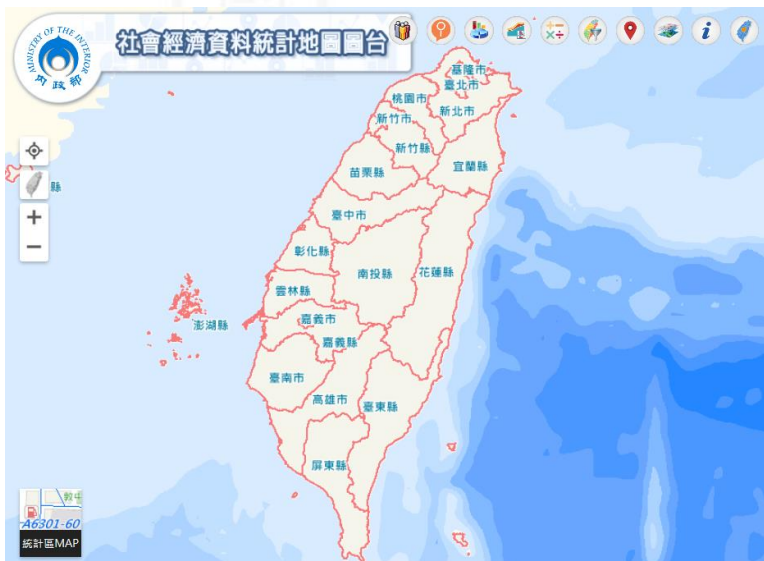 MINISTRY OF THE INTERIOR
內政部
社會經濟資料統計地圖圖台
基隆市
臺北市
桃園市
新北市
新竹市
新竹縣
宜蘭縣
苗栗縣
縣
臺中市
彰化縣
南投縣
花蓮縣
雲林縣
嘉義市
澎湖縣
嘉義縣
臺南市
高雄市
臺東縣
屏東縣
敦
A6301-60
統計區MAP